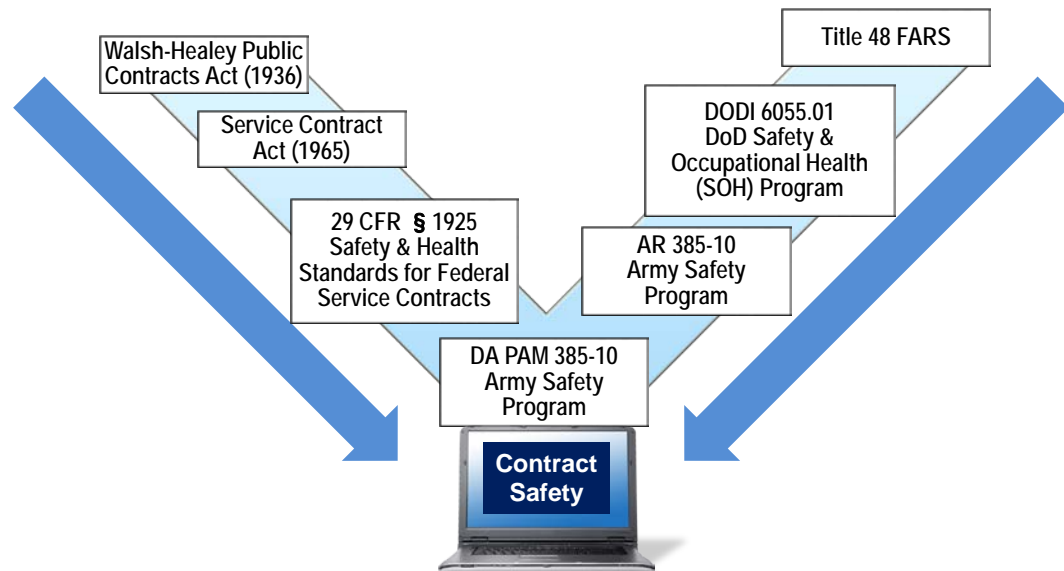 Walsh-Healey Public
Contracts Act (1936)
Service Contract
Act (1965)
29 CFR § 1925
Safety & Health
Standards for Federal
Service Contracts
Title 48 FARS
DODI 6055.01
DoD Safety &
Occupational Health
(SOH) Program
AR 385-10
Army Safety
Program
DA PAM 385-10
Army Safety
Program
Contract
Safety